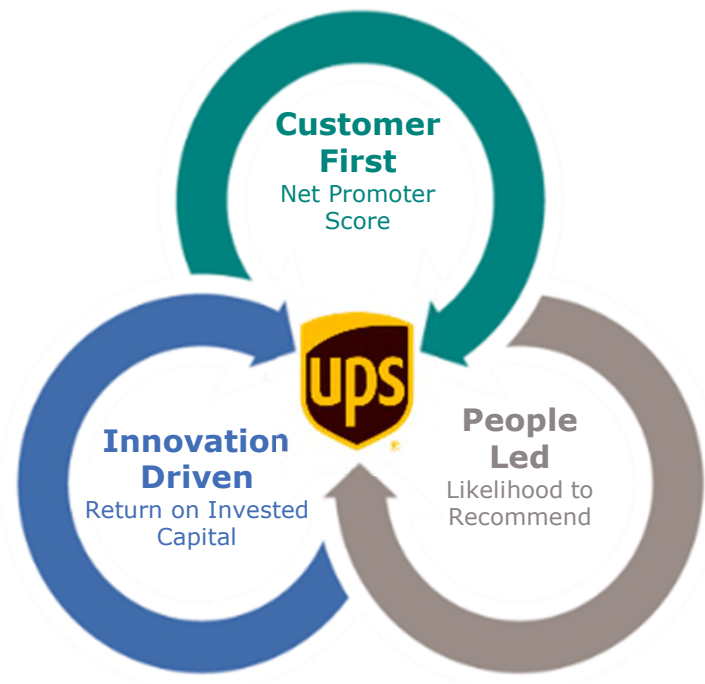 Customer
First
Net Promoter
Score
ups
®
Innovation
Driven
Return on Invested
Capital
People
Led
Likelihood to
Recommend